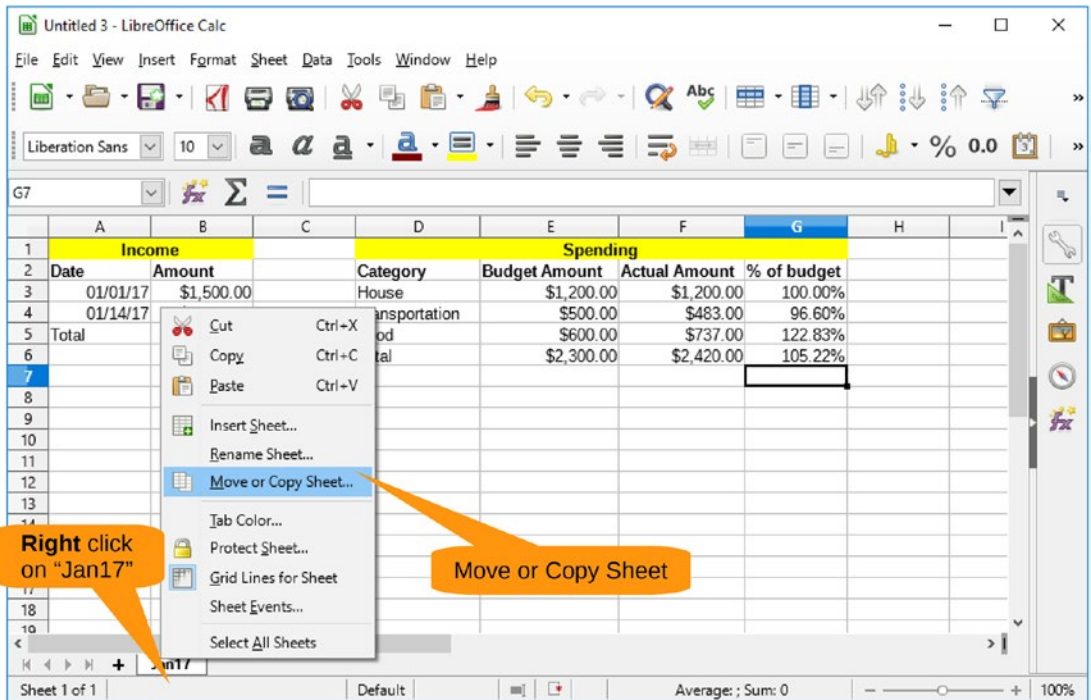 Untitled 3 - LibreOffice Calc
File Edit View Insert Format Sheet Data Tools Window Help
Abc
Liberation Sans 10 a a a a % 0.0
G7
A B C D E F G H I
1 Income Spending
2 Date Amount Category Budget Amount Actual Amount % of budget
3 01/01/17 $1,500.00 House $1,200.00 $1,200.00 100.00%
4 01/14/17 ansportation $500.00 $483.00 96.60%
5 Total od $600.00 $737.00 122.83%
6 tal $2,300.00 $2,420.00 105.22%
7
8
9
10
11
12
13
17
18
19
Cut Ctrl+X
Copy Ctrl+C
Paste Ctrl+V
Insert Sheet...
Rename Sheet...
Move or Copy Sheet...
Tab Color...
Protect Sheet...
Grid Lines for Sheet
Sheet Events...
Select All Sheets
Right click
on “Jan17”
Move or Copy Sheet
Jan17
Sheet 1 of 1 Default Average: ; Sum: 0 100%